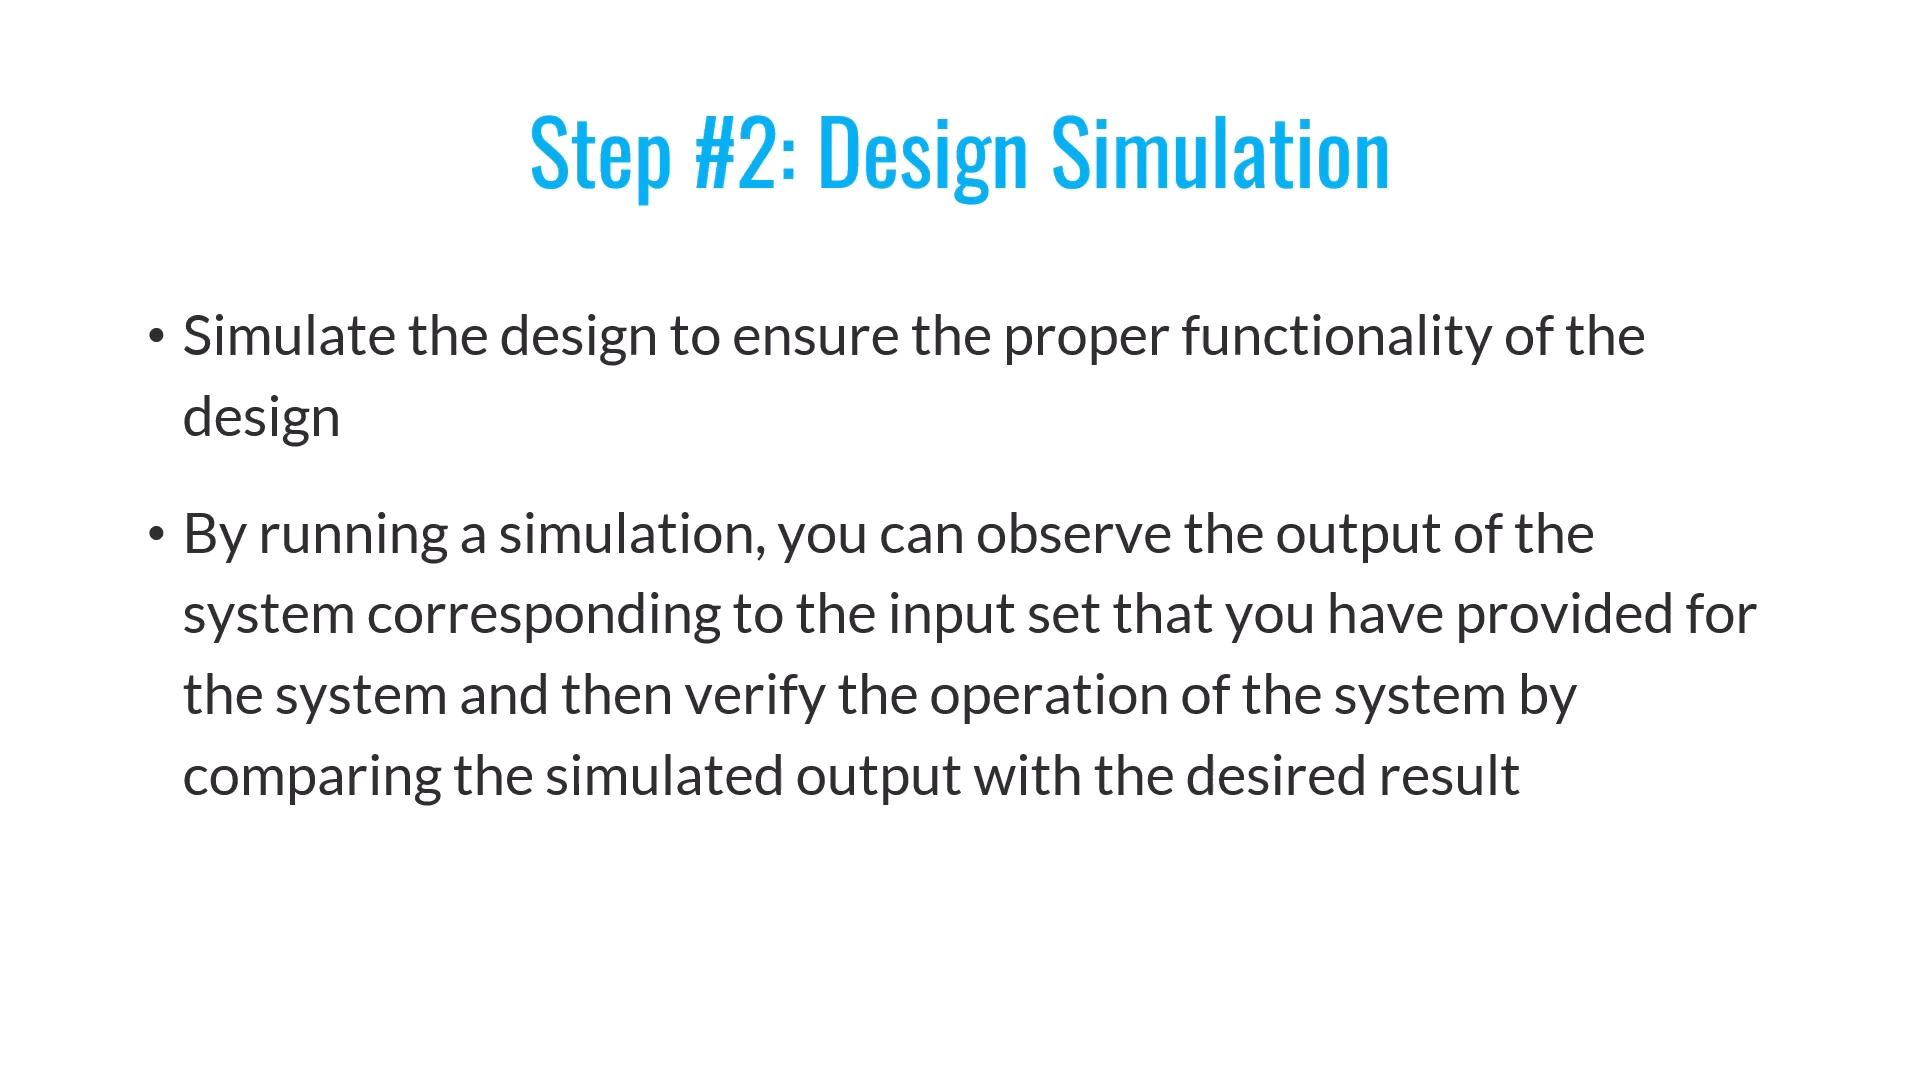 Step #2: Design Simulation
• Simulate the design to ensure the proper functionality of the
design
• By running a simulation, you can observe the output of the
system corresponding to the input set that you have provided for
the system and then verify the operation of the system by
comparing the simulated output with the desired result